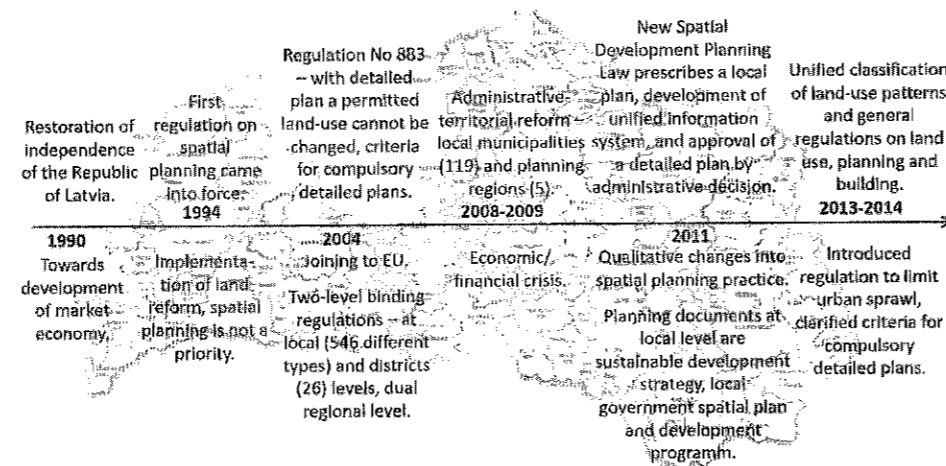 Restoration of
independence
of the Republic
of Latvia.
1990
Towards
development
of market
economy.
First
regulation on
spatial
planning came
into force.
1994
Implementa-
tion of land
reform, spatial
planning is not a
priority.
Regulation No 883
– with detailed
plan a permitted
land-use cannot be
changed, criteria
for compulsory
detailed plans.
2004
Joining to EU.
Two-level binding
regulations – at
local (546 different
types) and districts
(26) levels, dual
regional level.
Administrative-
territorial reform –
local municipalities
(119) and planning
regions (5).
2008-2009
Economic/
financial crisis.
New Spatial
Development Planning
Law prescribes a local
plan, development of
unified information
system, and approval of
a detailed plan by
administrative decision.
2011
Qualitative changes into
spatial planning practice.
Planning documents at
local level are
sustainable development
strategy, local
government spatial plan
and development
programm.
Unified classification
of land-use patterns
and general
regulations on land
use, planning and
building.
2013-2014
Introduced
regulation to limit
urban sprawl,
clarified criteria for
compulsory
detailed plans.